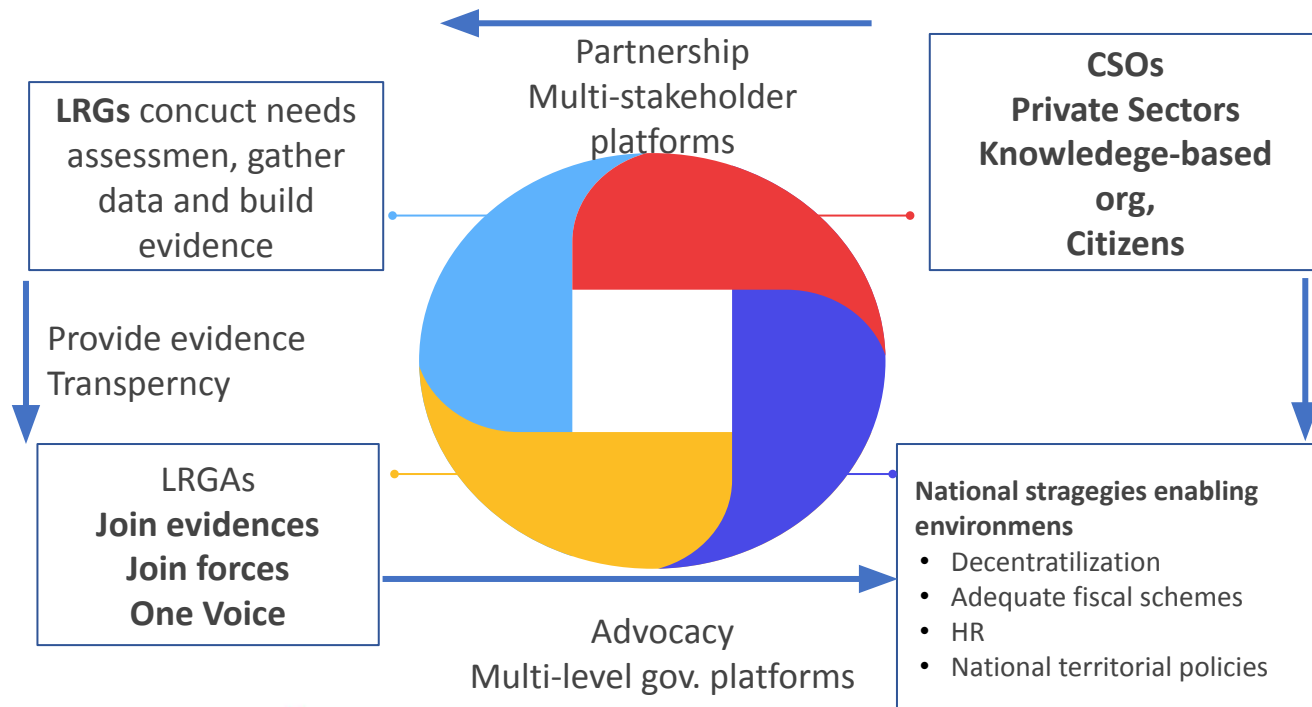 Partnership
Multi-stakeholder
platforms
LRGs concuct needs
assessmen, gather
data and build
evidence
CSOs
Private Sectors
Knowledege-based
org,
Citizens
Provide evidence
Transperncy
LRGAs
Join evidences
Join forces
One Voice
Advocacy
Multi-level gov. platforms
National stragegies enabling
environmens
• Decentratilization
• Adequate fiscal schemes
• HR
• National territorial policies